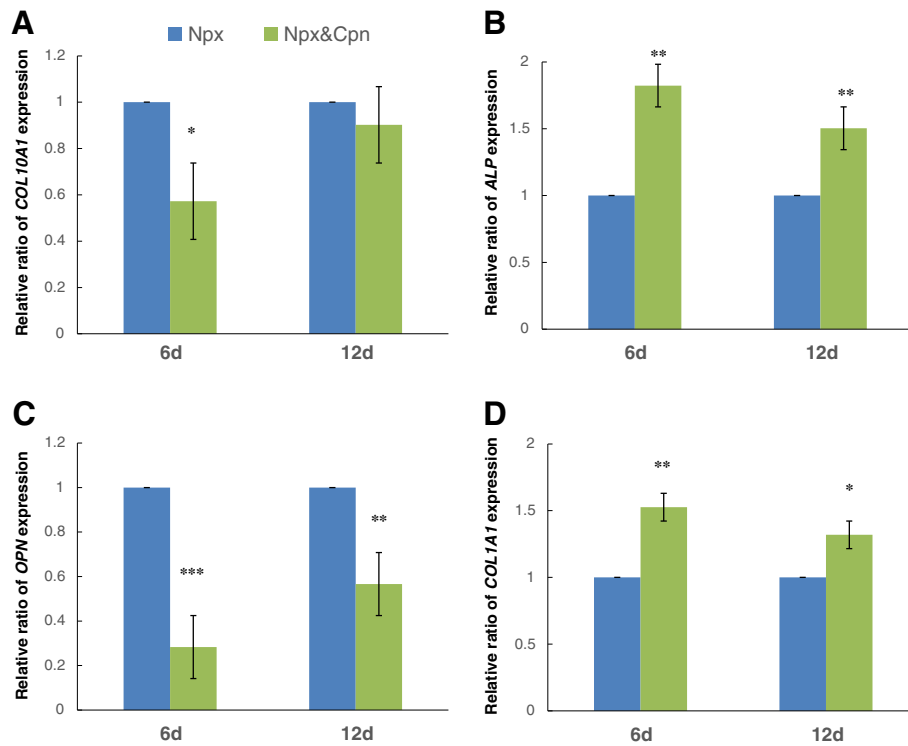 A
Npx Npx&Cpn
Relative ratio of COL10A1 expression
1.2
1
0.8
0.6
0.4
0.2
0
*
6d 12d
B
Relative ratio of ALP expression
2
1.5
1
0.5
0
** **
6d 12d
C
Relative ratio of OPN expression
1.2
1
0.8
0.6
0.4
0.2
0
*** **
6d 12d
D
Relative ratio of COL1A1 expression
2
1.5
1
0.5
0
** *
6d 12d